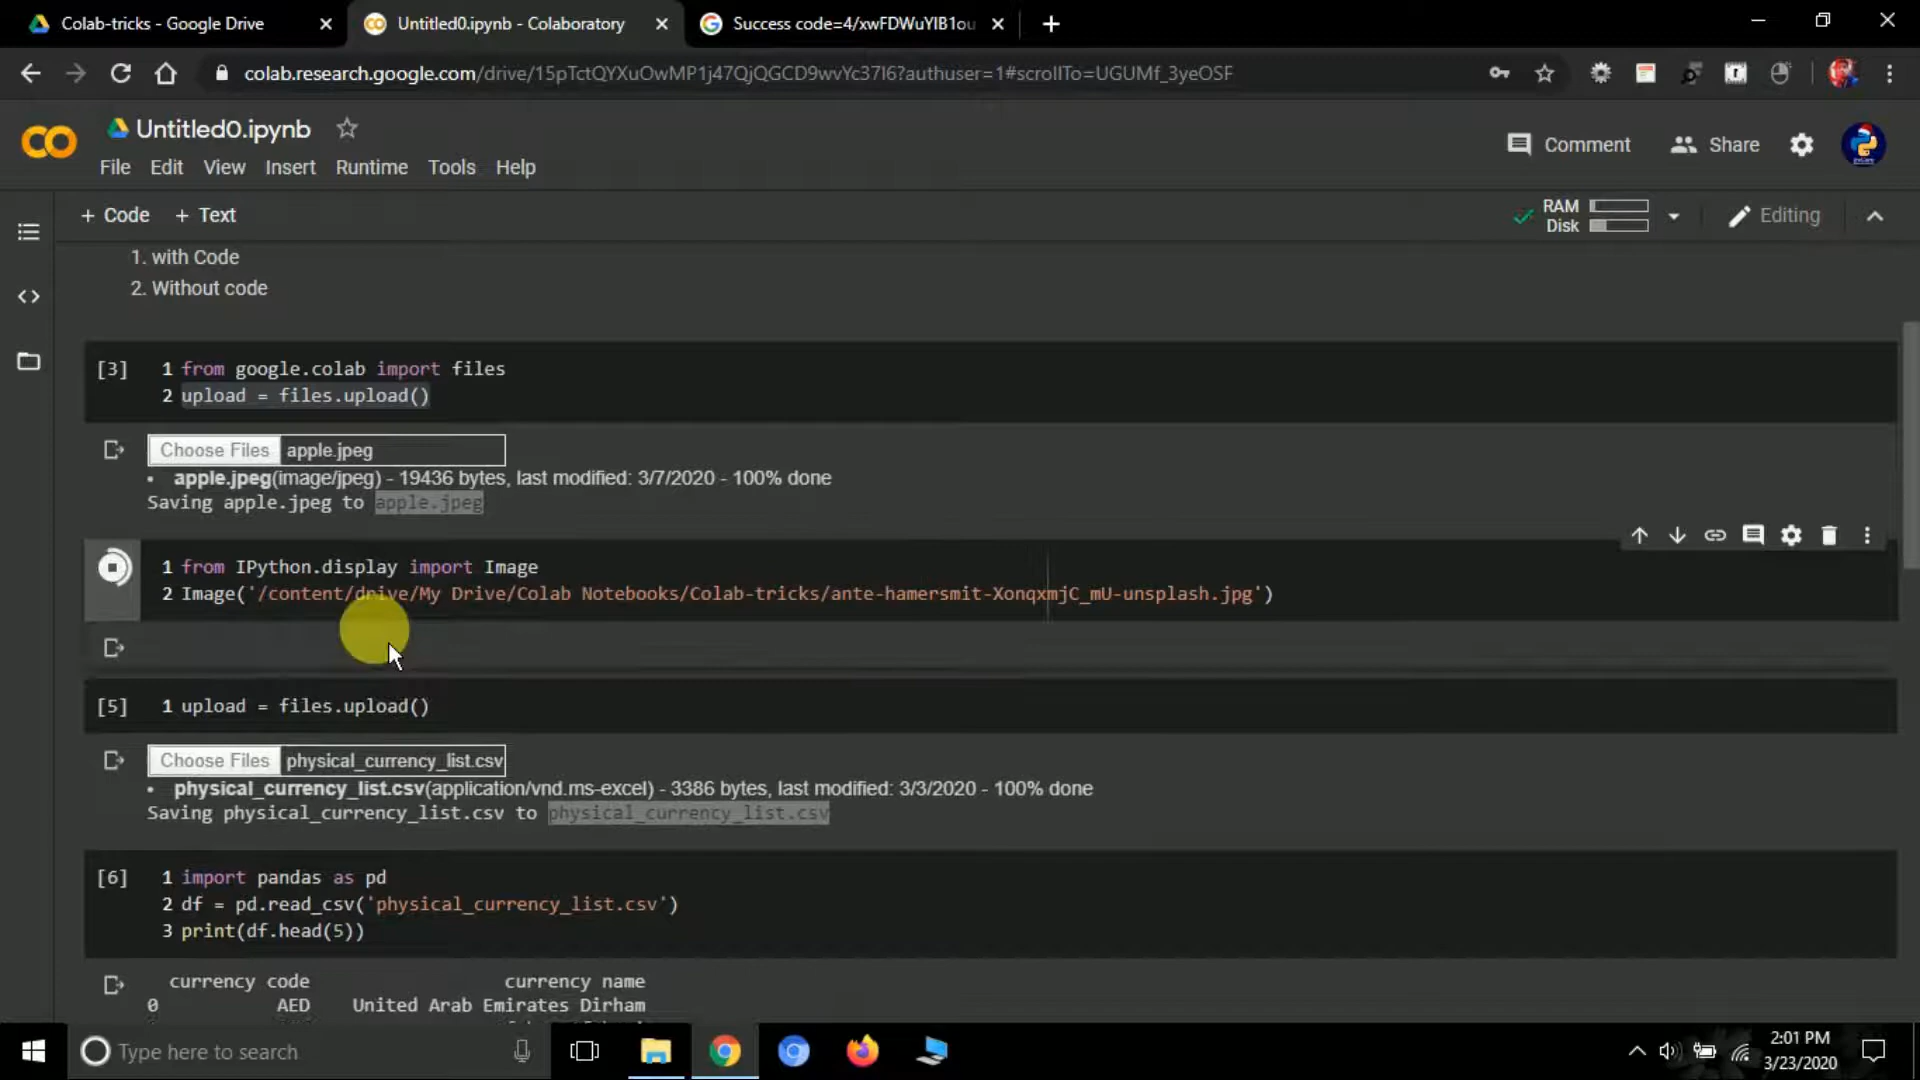 Colab-tricks - Google Drive
Untitled0.ipynb - Colaboratory
Success code=4/xwFDWuYlB1ou
colab.research.google.com/drive/15pTctQYXuOwMP1j47QjQGCD9wvYc37I6?authuser=1#scrollTo=UGUMf_3yeOSF
Untitled0.ipynb
Comment
Share
File Edit View Insert Runtime Tools Help
+ Code + Text
RAM
Disk
Editing
1. with Code
2. Without code
[3]
1 from google.colab import files
2 upload = files.upload()
Choose Files apple.jpeg
• apple.jpeg(image/jpeg) - 19436 bytes, last modified: 3/7/2020 - 100% done
Saving apple.jpeg to apple.jpeg
1 from IPython.display import Image
2 Image('/content/drive/My Drive/Colab Notebooks/Colab-tricks/ante-hamersmit-XonqxmjC_mU-unsplash.jpg')
[5]
1 upload = files.upload()
Choose Files physical_currency_list.csv
• physical_currency_list.csv(application/vnd.ms-excel) - 3386 bytes, last modified: 3/3/2020 - 100% done
Saving physical_currency_list.csv to physical_currency_list.csv
[6]
1 import pandas as pd
2 df = pd.read_csv('physical_currency_list.csv')
3 print(df.head(5))
currency code currency name
0 AED United Arab Emirates Dirham
Type here to search
2:01 PM
3/23/2020